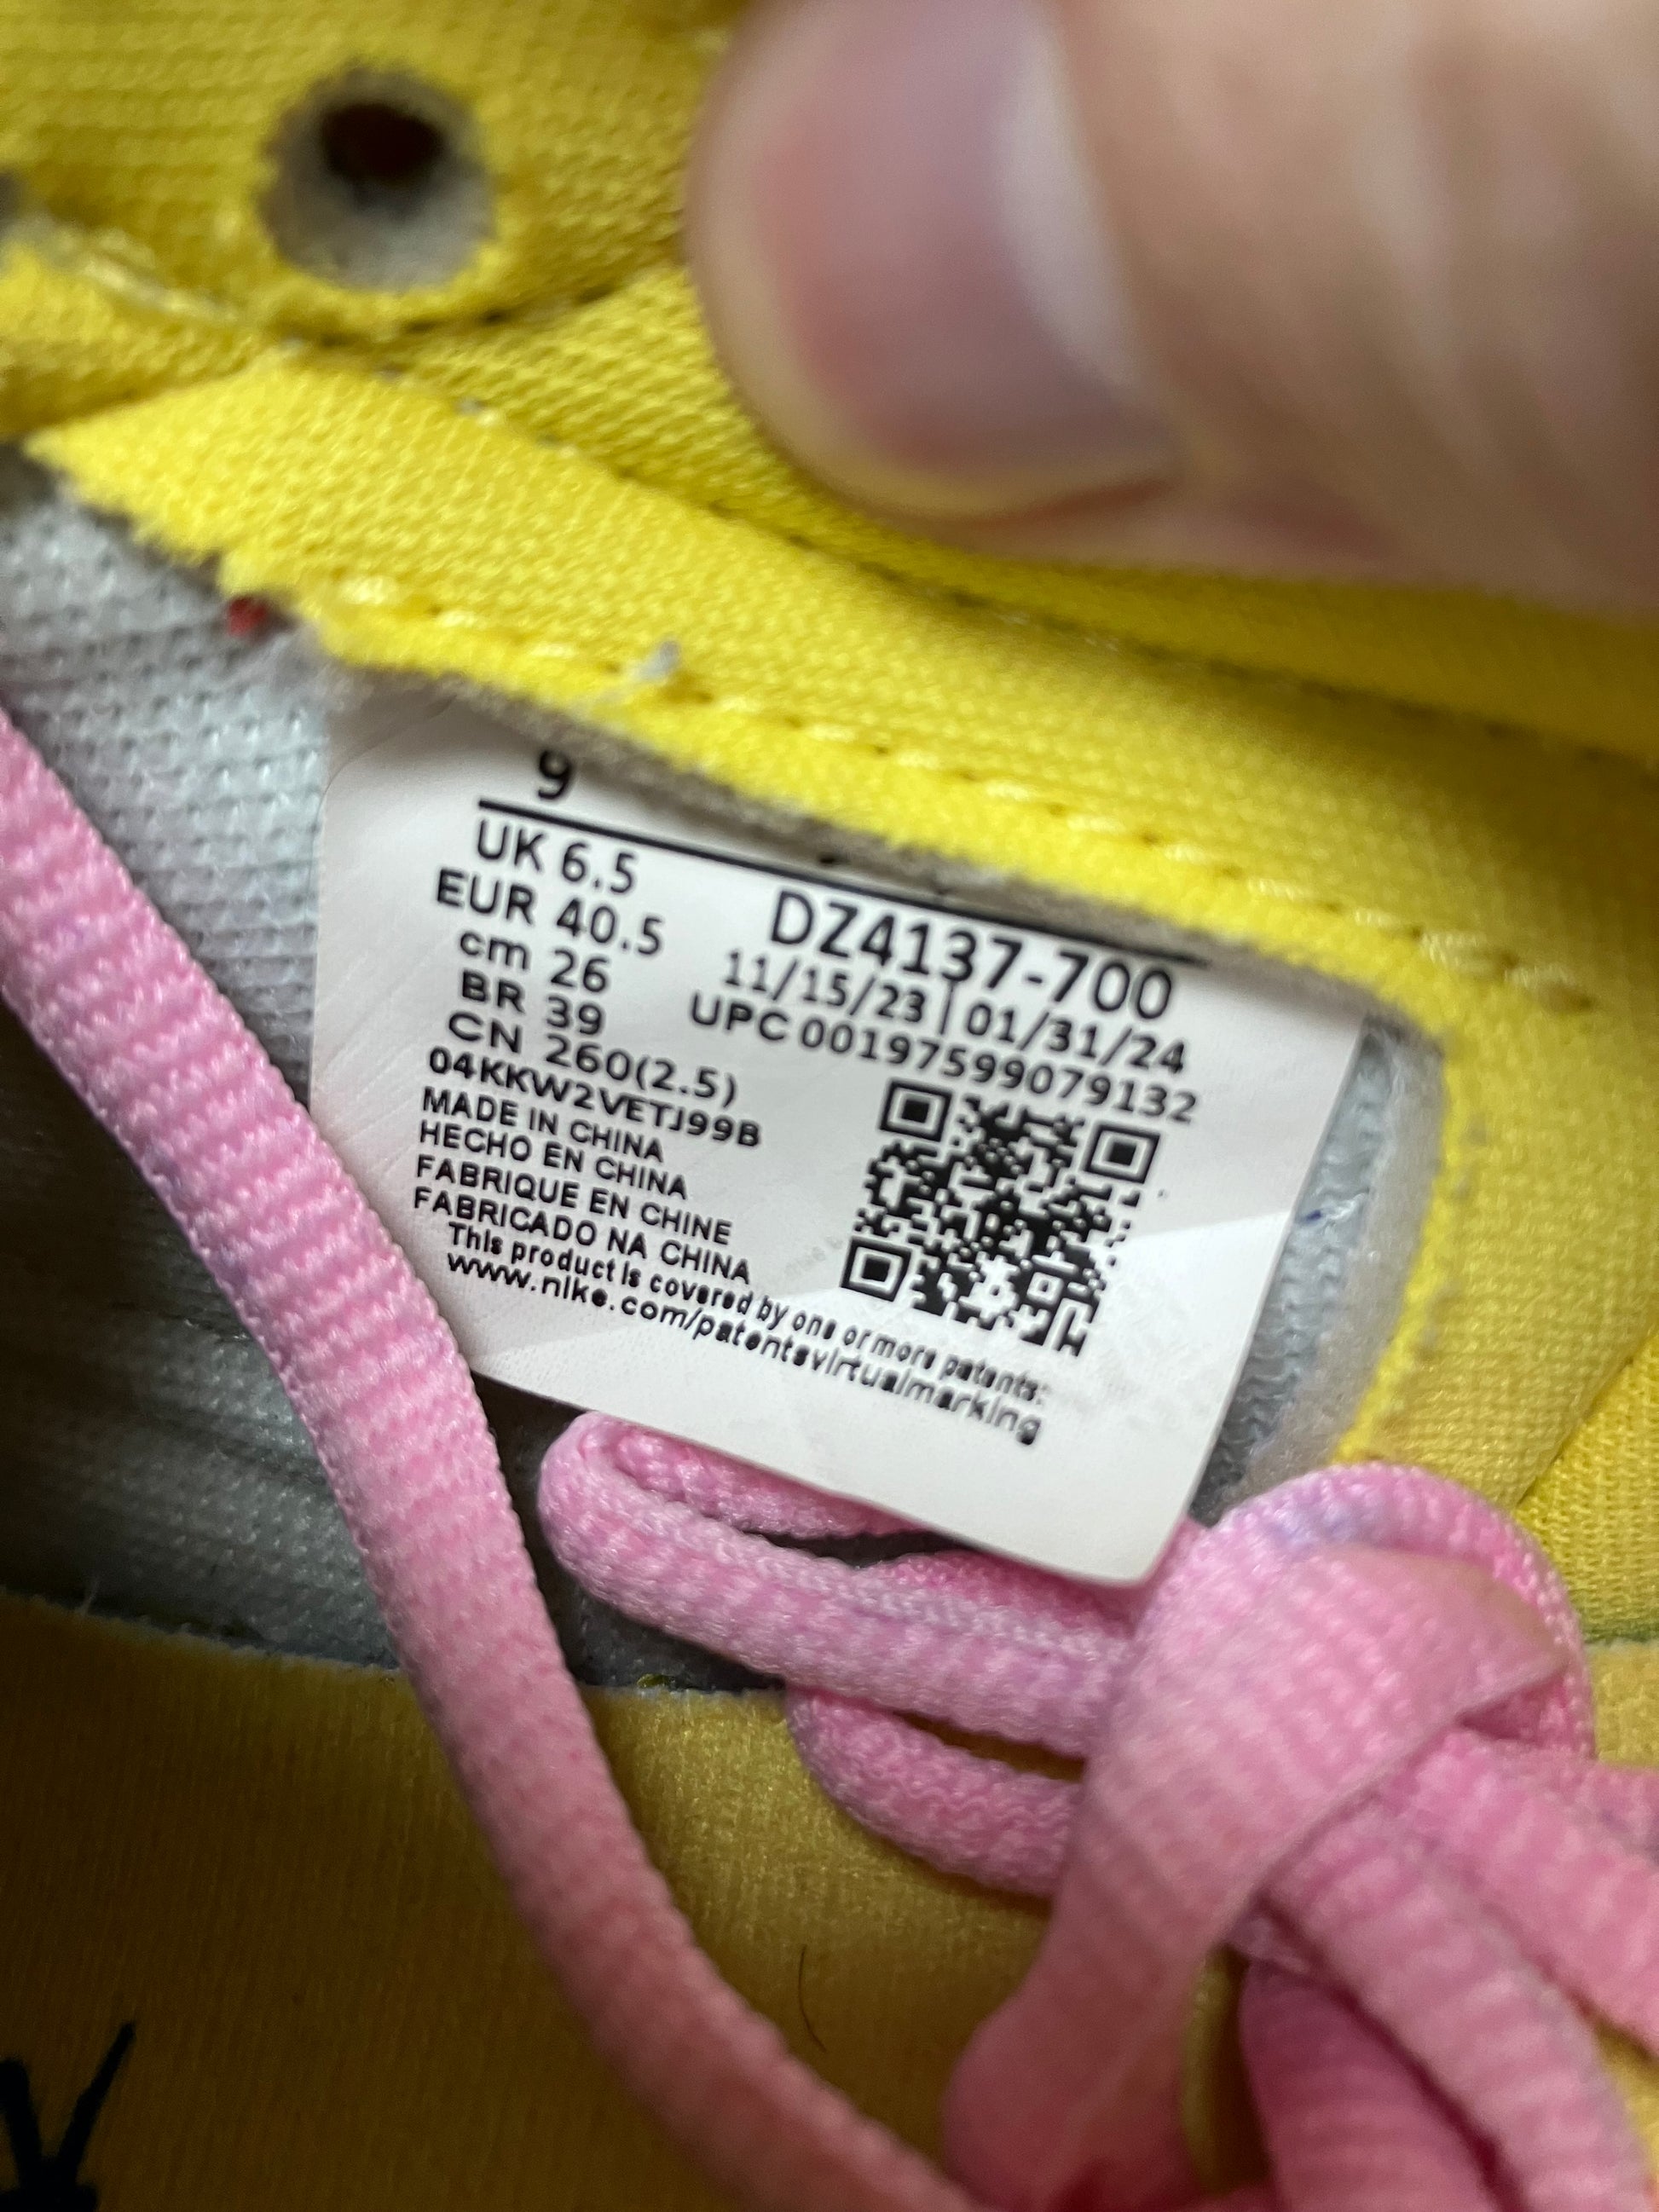 9
UK 6.5
EUR 40.5
cm 26
BR 39
CN 260(2.5)
04KKW2VETJ99B
MADE IN CHINA
HECHO EN CHINA
FABRIQUE EN CHINE
FABRICADO NA CHINA
This product is covered by one or more patents:
www.nike.com/patentsvirtualmarking
DZ4137-700
11/15/23 | 01/31/24
UPC 00197599079132